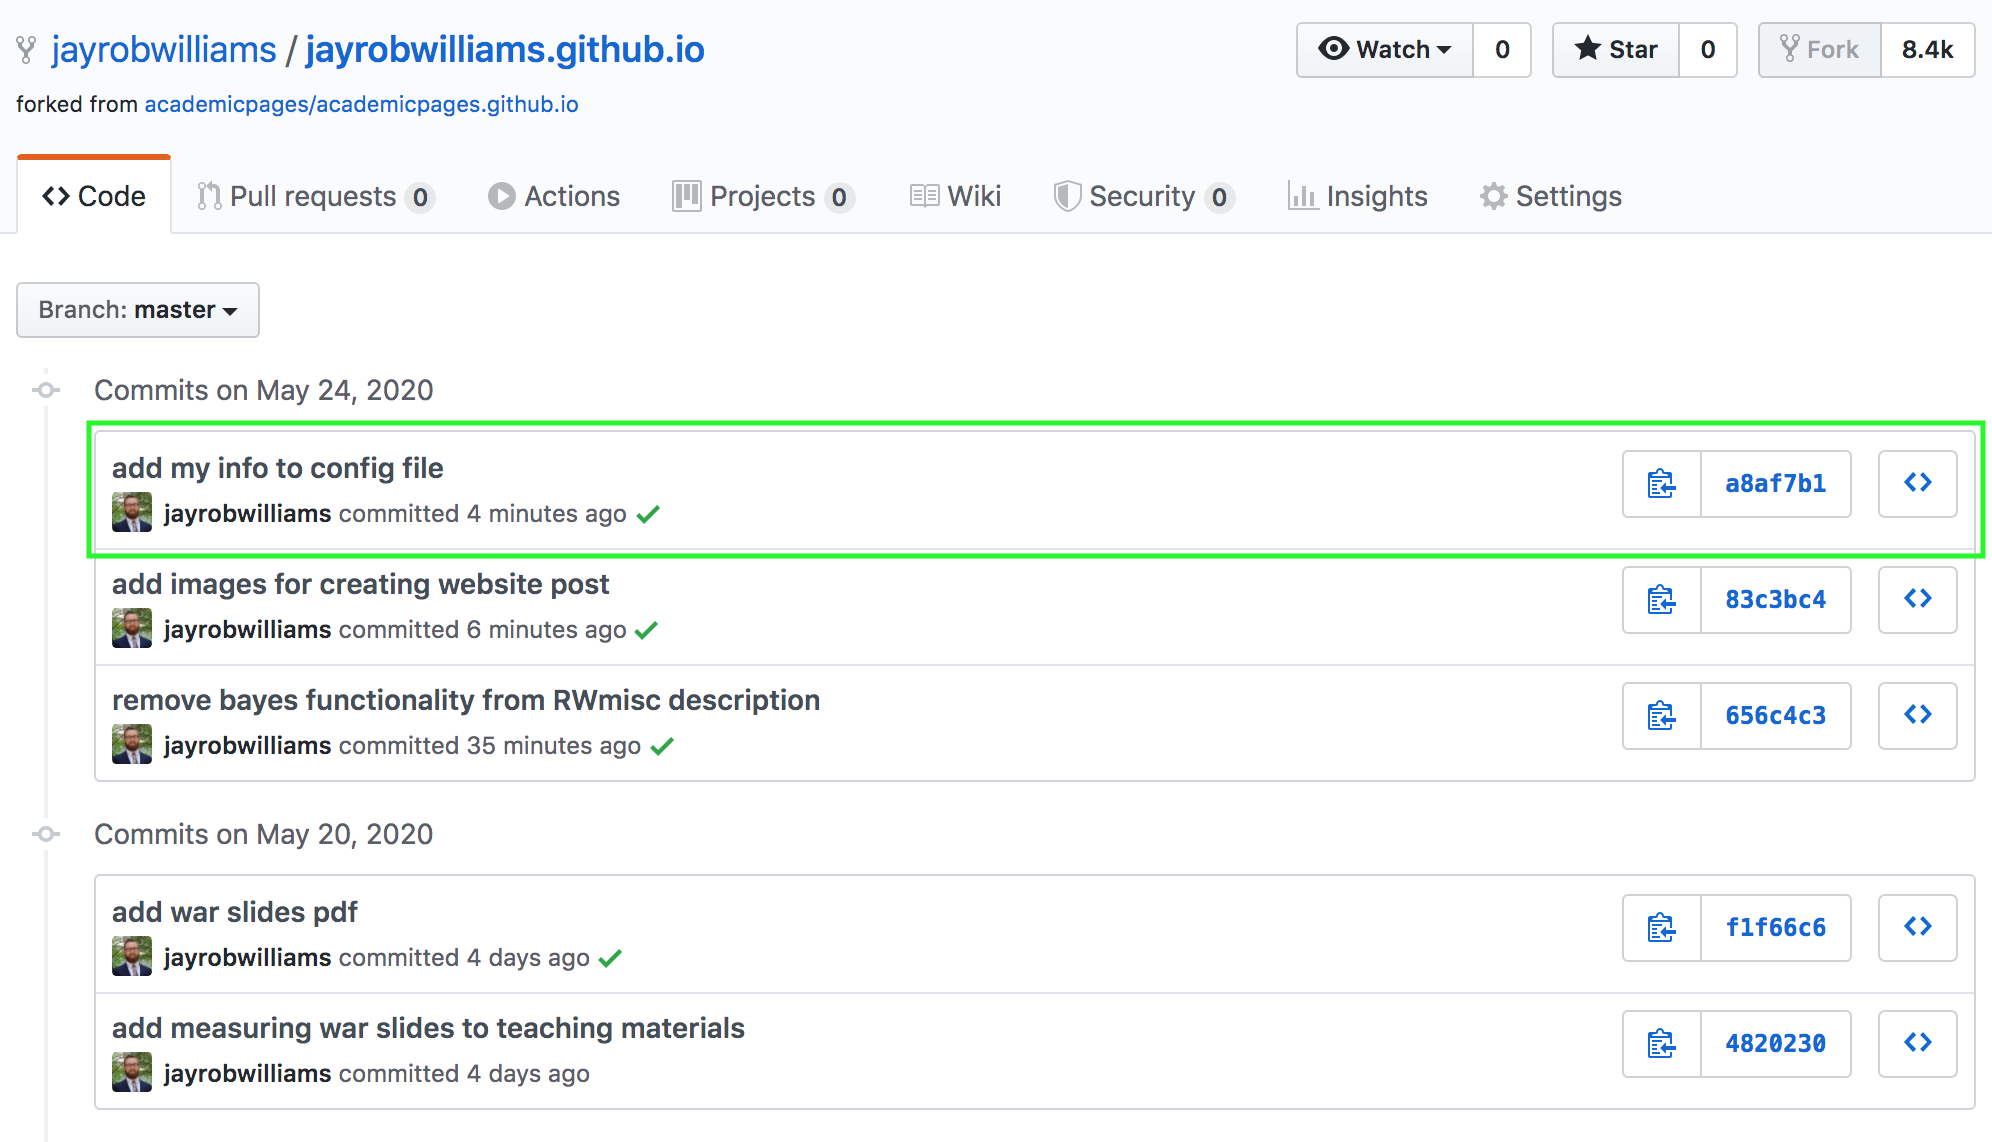 jayrobwilliams / jayrobwilliams.github.io
Watch 0
Star 0
Fork 8.4k
forked from academicpages/academicpages.github.io
Code
Pull requests 0
Actions
Projects 0
Wiki
Security 0
Insights
Settings
Branch: master
Commits on May 24, 2020
add my info to config file
jayrobwilliams committed 4 minutes ago
a8af7b1
add images for creating website post
jayrobwilliams committed 6 minutes ago
83c3bc4
remove bayes functionality from RWmisc description
jayrobwilliams committed 35 minutes ago
656c4c3
Commits on May 20, 2020
add war slides pdf
jayrobwilliams committed 4 days ago
f1f66c6
add measuring war slides to teaching materials
jayrobwilliams committed 4 days ago
4820230